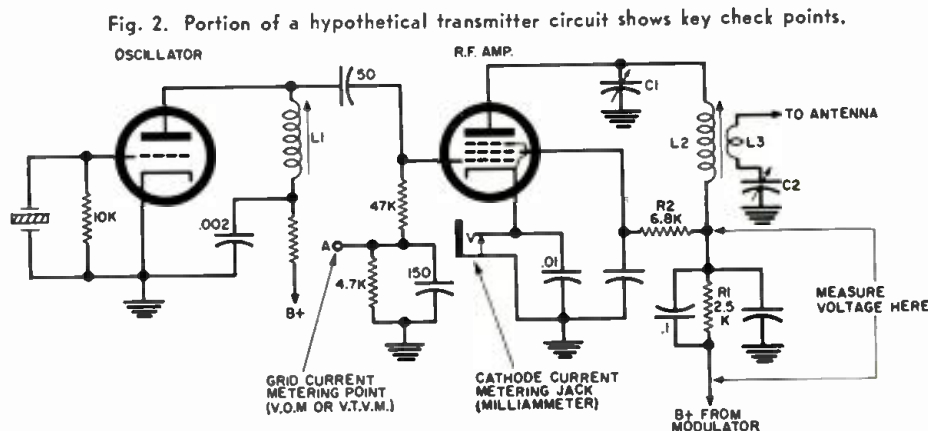 Fig. 2. Portion of a hypothetical transmitter circuit shows key check points.
OSCILLATOR
R.F. AMP.
50
C1
L1
L2
L3
TO ANTENNA
C2
10K
.002
47K
R2
6.8K
A
4.7K
150
V
.01
B+
.1
R1
2.5
K
MEASURE
VOLTAGE HERE
GRID CURRENT
METERING POINT
(V.O.M OR V.T.V.M.)
CATHODE CURRENT
METERING JACK
(MILLIAMMETER)
B+ FROM
MODULATOR